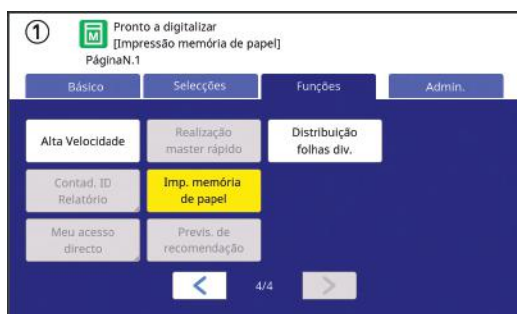 ①
Pronto a digitalizar
[Impressão memória de papel]
PáginaN.1
Básico
Selecções
Funções
Admin.
Alta Velocidade
Realização
master rápido
Distribuição
folhas div.
Contad. ID
Relatório
Imp. memória
de papel
Meu acesso
directo
Previs. de
recomendação
< 4/4 >